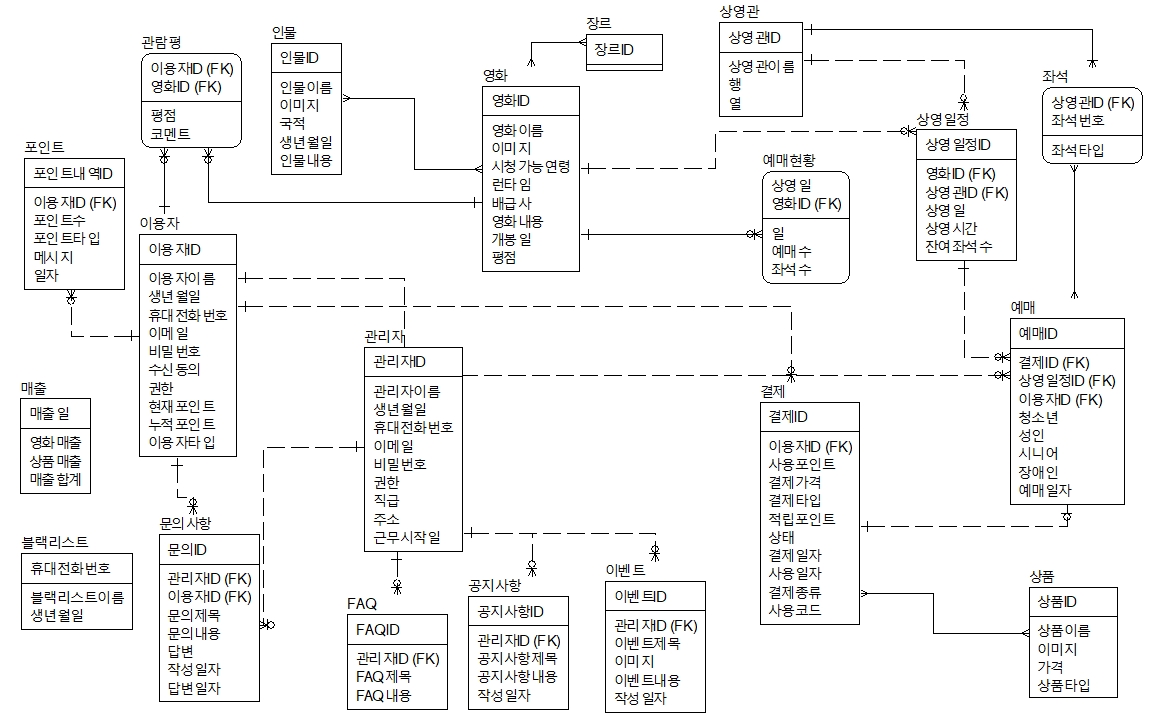 관람평
이용자ID (FK)
영화ID (FK)
평점
코멘트
인물
인물ID
인물이름
이미지
국적
생년월일
인물내용
장르
장르ID
상영관
상영관ID
상영관이름
행
열
좌석
상영관ID (FK)
좌석번호
좌석타입
영화
영화ID
영화이름
이미지
시청가능연령
런타임
배급사
영화내용
개봉일
평점
상영일정
상영일정ID
영화ID (FK)
상영관ID (FK)
상영일
상영시간
잔여좌석수
예매현황
상영일
영화ID (FK)
일
예매수
좌석수
포인트
포인트내역ID
이용자ID (FK)
포인트수
포인트타입
메시지
일자
이용자
이용자ID
이용자이름
생년월일
휴대전화번호
이메일
비밀번호
수신동의
권한
현재포인트
누적포인트
이용자타입
관리자
관리자ID
관리자이름
생년월일
휴대전화번호
이메일
비밀번호
권한
직급
주소
근무시작일
예매
예매ID
결제ID (FK)
상영일정ID (FK)
이용자ID (FK)
청소년
성인
시니어
장애인
예매일자
매출
매출일
영화매출
상품매출
매출합계
결제
결제ID
이용자ID (FK)
사용포인트
결제가격
결제타입
적립포인트
상태
결제일자
사용일자
결제종류
사용코드
블랙리스트
휴대전화번호
블랙리스트이름
생년월일
문의사항
문의ID
관리자ID (FK)
이용자ID (FK)
문의제목
문의내용
답변
작성일자
답변일자
FAQ
FAQID
관리자ID (FK)
FAQ제목
FAQ내용
공지사항
공지사항ID
관리자ID (FK)
공지사항제목
공지사항내용
작성일자
이벤트
이벤트ID
관리자ID (FK)
이벤트제목
이미지
이벤트내용
작성일자
상품
상품ID
상품이름
이미지
가격
상품타입